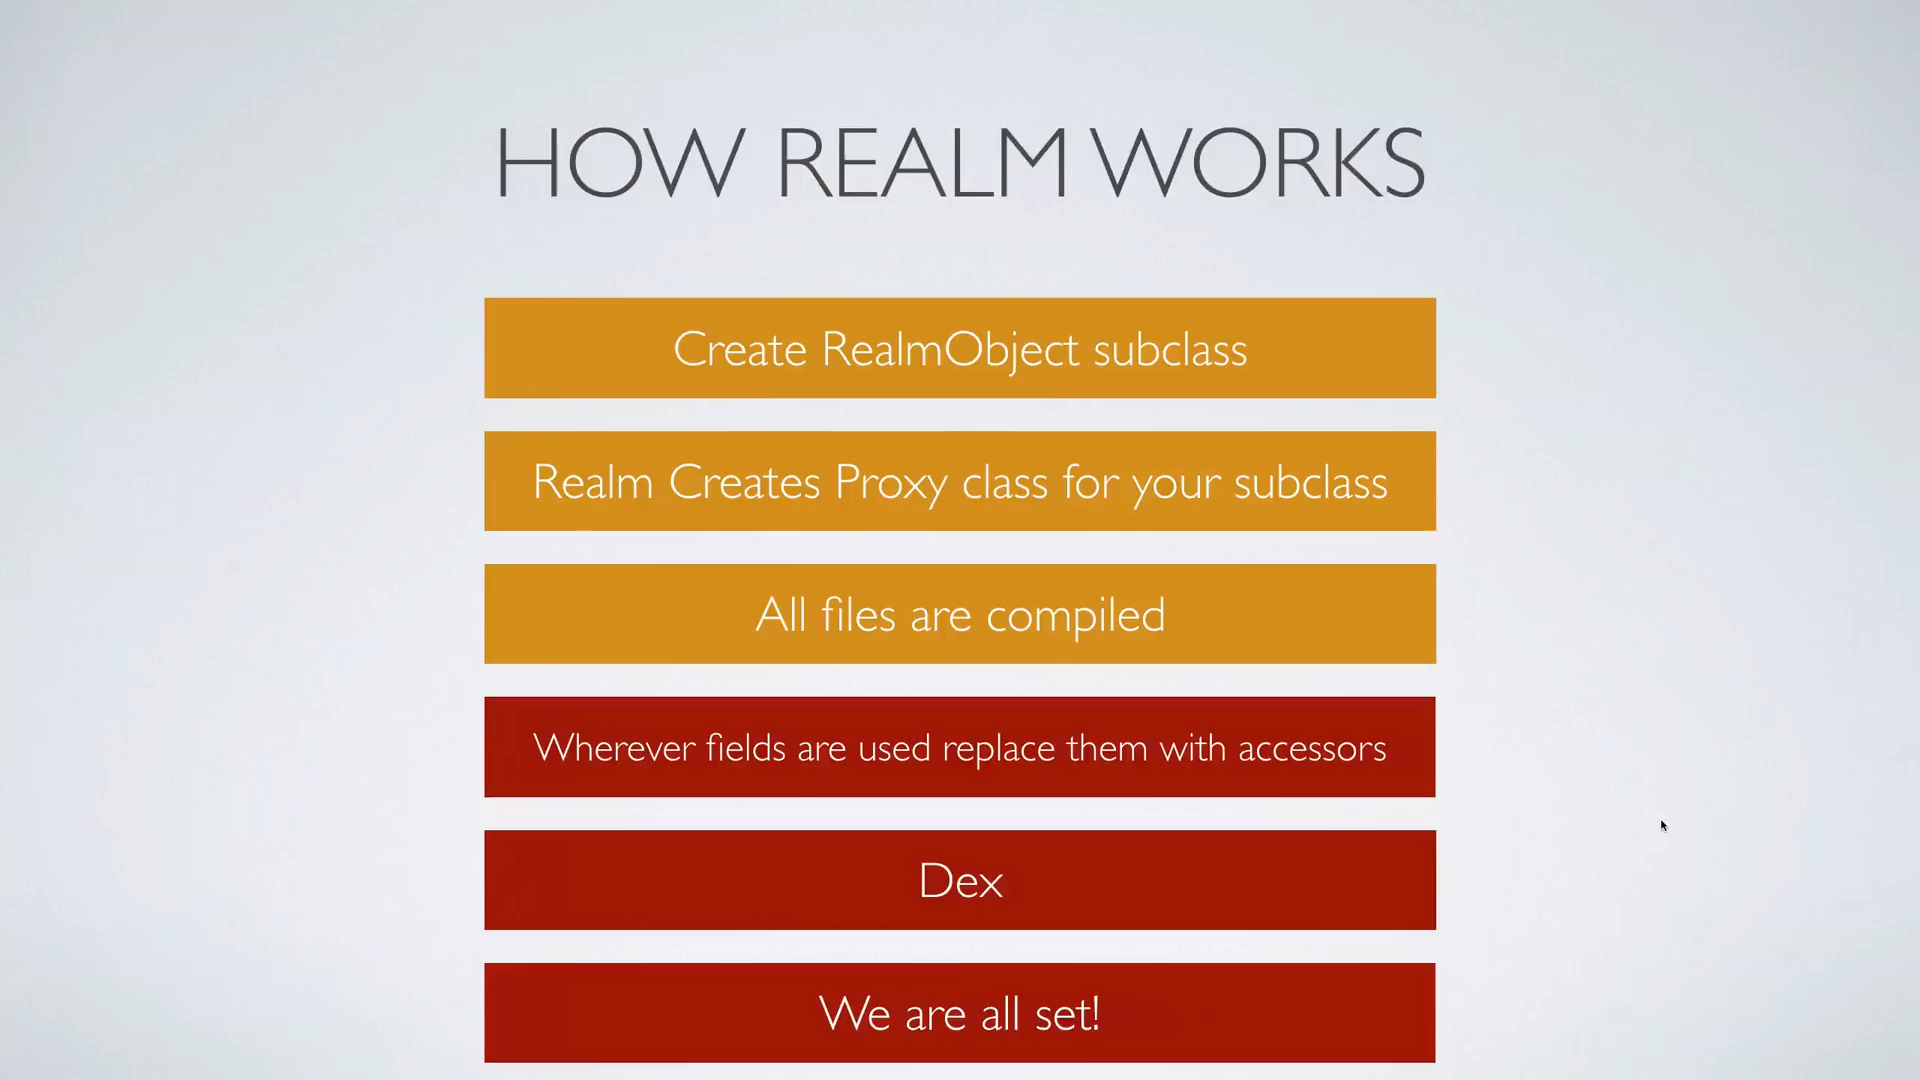 HOW REALM WORKS
Create RealmObject subclass
Realm Creates Proxy class for your subclass
All files are compiled
Wherever fields are used replace them with accessors
Dex
We are all set!